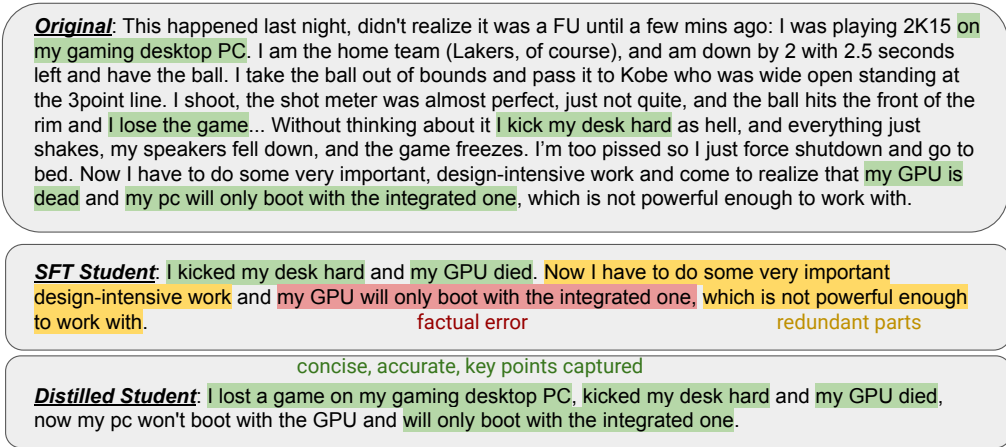 Original: This happened last night, didn't realize it was a FU until a few mins ago: I was playing 2K15 on
my gaming desktop PC. I am the home team (Lakers, of course), and am down by 2 with 2.5 seconds
left and have the ball. I take the ball out of bounds and pass it to Kobe who was wide open standing at
the 3point line. I shoot, the shot meter was almost perfect, just not quite, and the ball hits the front of the
rim and I lose the game... Without thinking about it I kick my desk hard as hell, and everything just
shakes, my speakers fell down, and the game freezes. I'm too pissed so I just force shutdown and go to
bed. Now I have to do some very important, design-intensive work and come to realize that my GPU is
dead and my pc will only boot with the integrated one, which is not powerful enough to work with.
SFT Student: I kicked my desk hard and my GPU died. Now I have to do some very important
design-intensive work and my GPU will only boot with the integrated one, which is not powerful enough
to work with.
factual error
redundant parts
concise, accurate, key points captured
Distilled Student: I lost a game on my gaming desktop PC, kicked my desk hard and my GPU died,
now my pc won't boot with the GPU and will only boot with the integrated one.